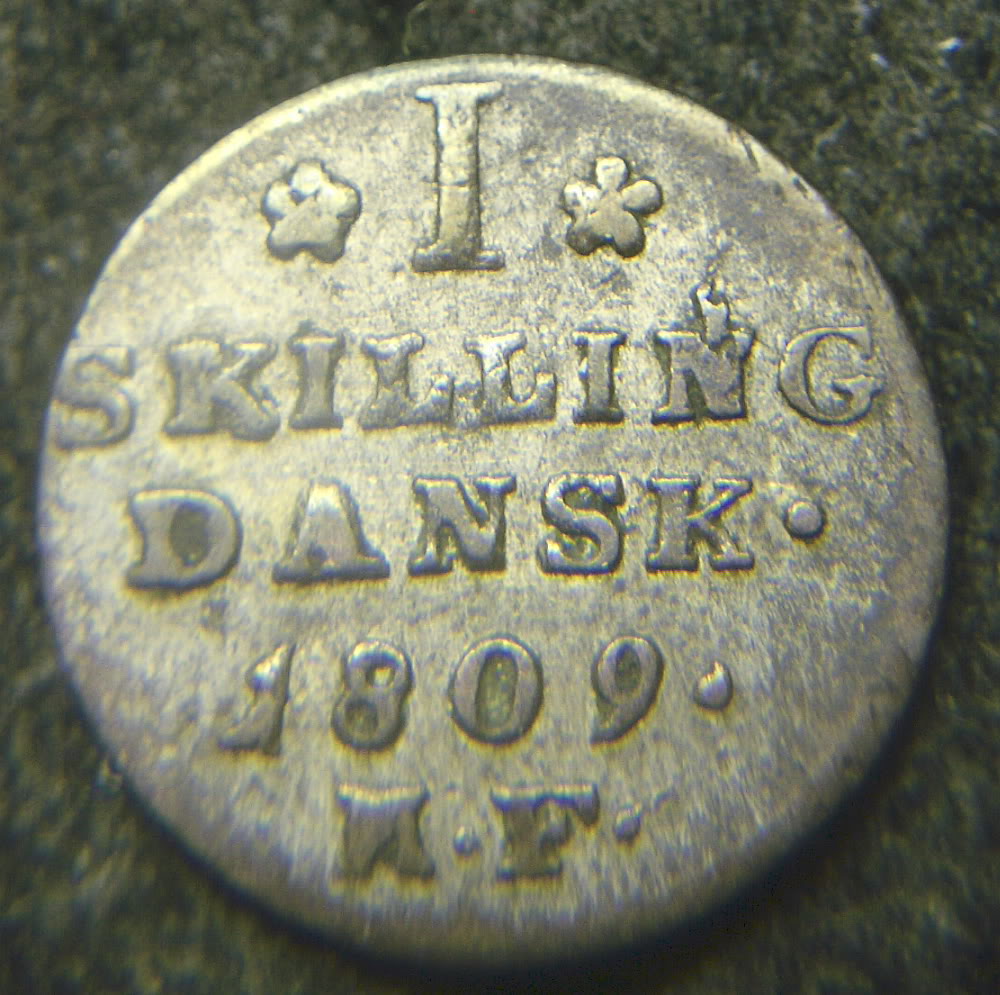 I
SKILLING
DANSK·
1809·
M·F·